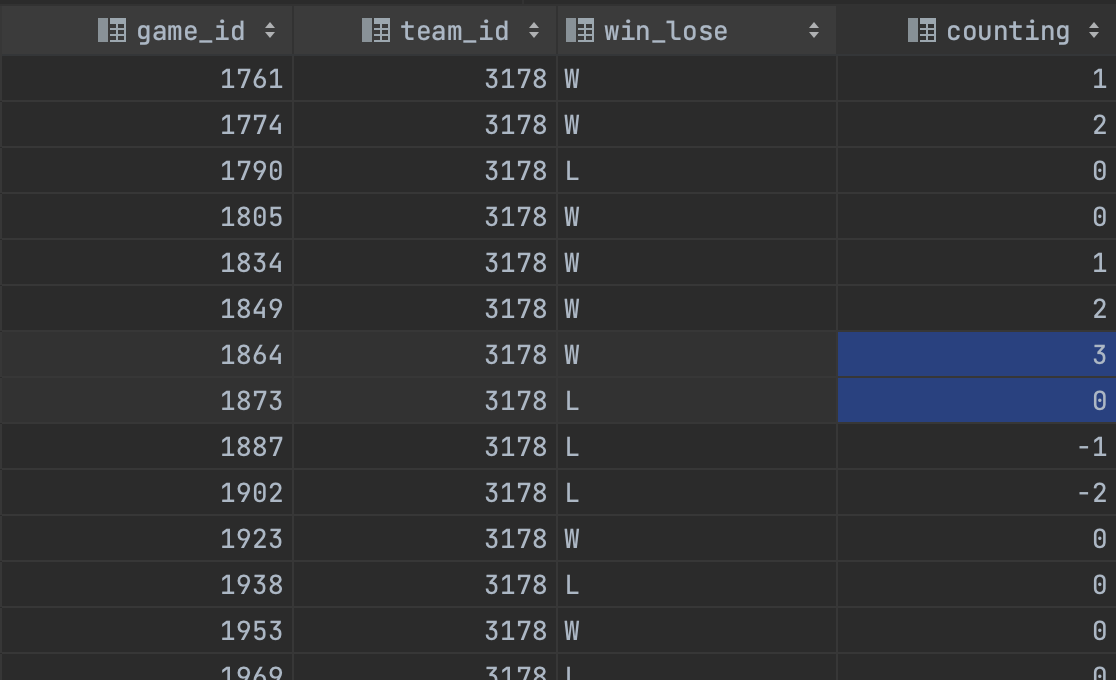 game_id team_id win_lose counting
1761 3178 W 1
1774 3178 W 2
1790 3178 L 0
1805 3178 W 0
1834 3178 W 1
1849 3178 W 2
1864 3178 W 3
1873 3178 L 0
1887 3178 L -1
1902 3178 L -2
1923 3178 W 0
1938 3178 L 0
1953 3178 W 0
1969 3178 L 0